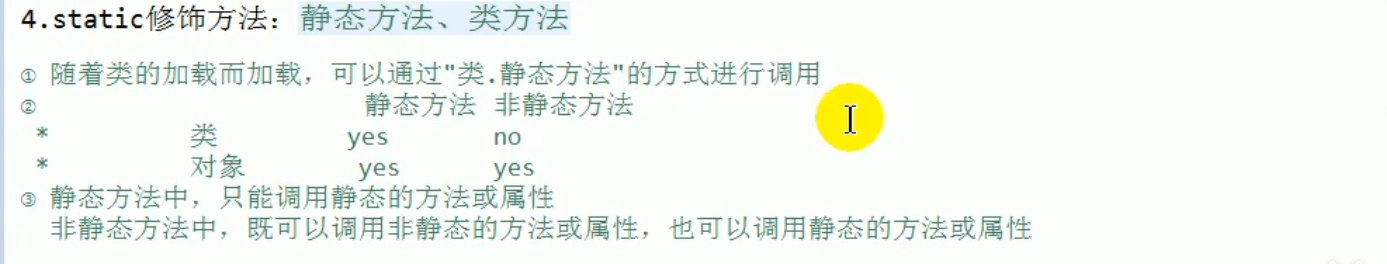 4.static修饰方法：静态方法、类方法
① 随着类的加载而加载，可以通过"类.静态方法"的方式进行调用
② 静态方法 非静态方法
* 类 yes no
* 对象 yes yes
③ 静态方法中，只能调用静态的方法或属性
非静态方法中，既可以调用非静态的方法或属性，也可以调用静态的方法或属性